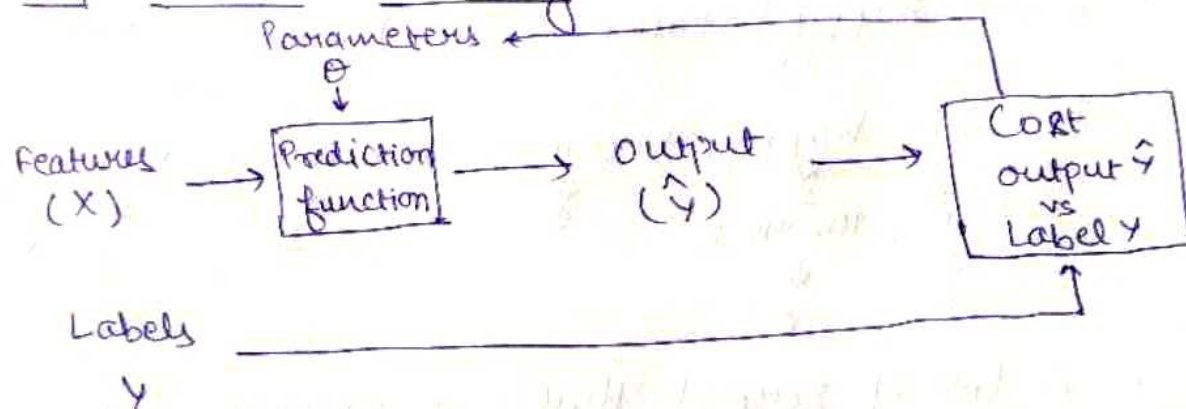 Parameters
θ
Features
(X)
Prediction
function
Output
(Ŷ)
Cost
output Ŷ
vs
Label Y
Labels
Y